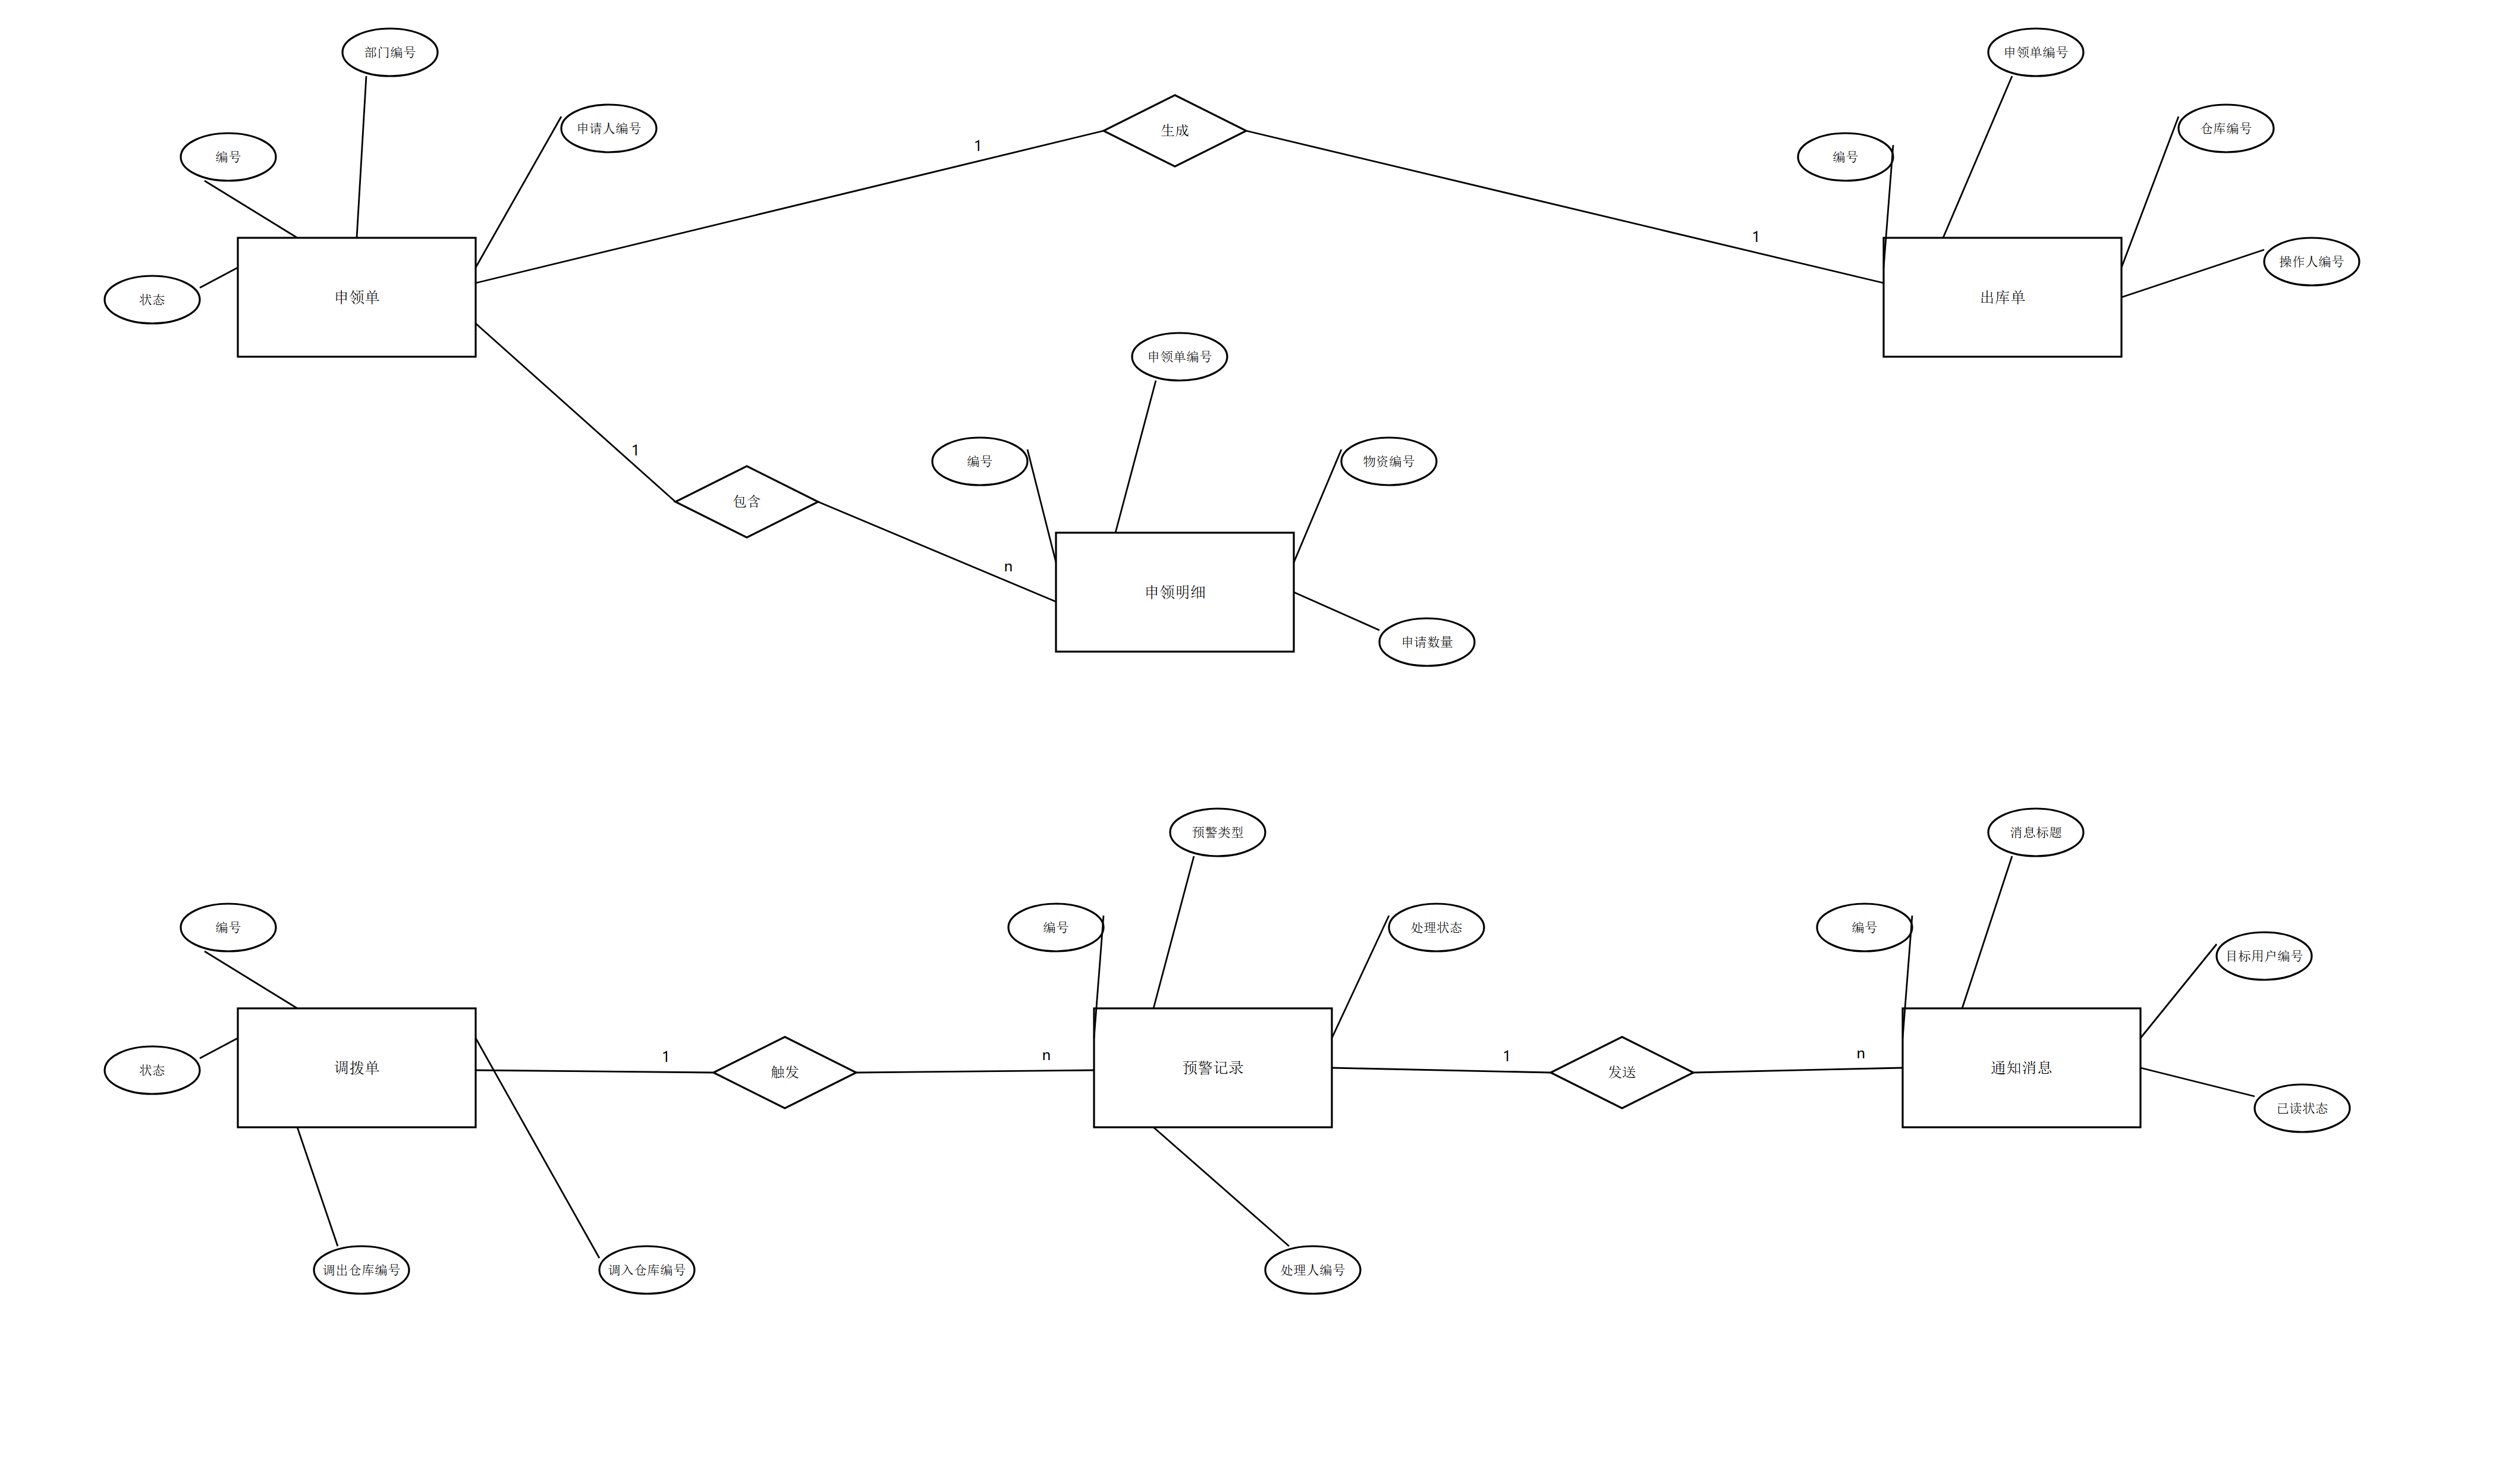 部门编号
申请人编号
编号
状态
申领单
1
生成
1
申领单编号
仓库编号
编号
操作人编号
出库单
1
包含
n
申领单编号
编号
物资编号
申领明细
申请数量
编号
状态
调拨单
调出仓库编号
调入仓库编号
1
触发
n
预警类型
编号
处理状态
预警记录
处理人编号
1
发送
n
消息标题
编号
目标用户编号
通知消息
已读状态